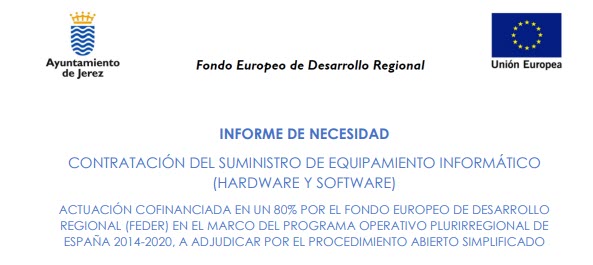 Ayuntamiento
de Jerez
Fondo Europeo de Desarrollo Regional
Unión Europea
INFORME DE NECESIDAD
CONTRATACIÓN DEL SUMINISTRO DE EQUIPAMIENTO INFORMÁTICO
(HARDWARE Y SOFTWARE)
ACTUACIÓN COFINANCIADA EN UN 80% POR EL FONDO EUROPEO DE DESARROLLO
REGIONAL (FEDER) EN EL MARCO DEL PROGRAMA OPERATIVO PLURIRREGIONAL DE
ESPAÑA 2014-2020, A ADJUDICAR POR EL PROCEDIMIENTO ABIERTO SIMPLIFICADO